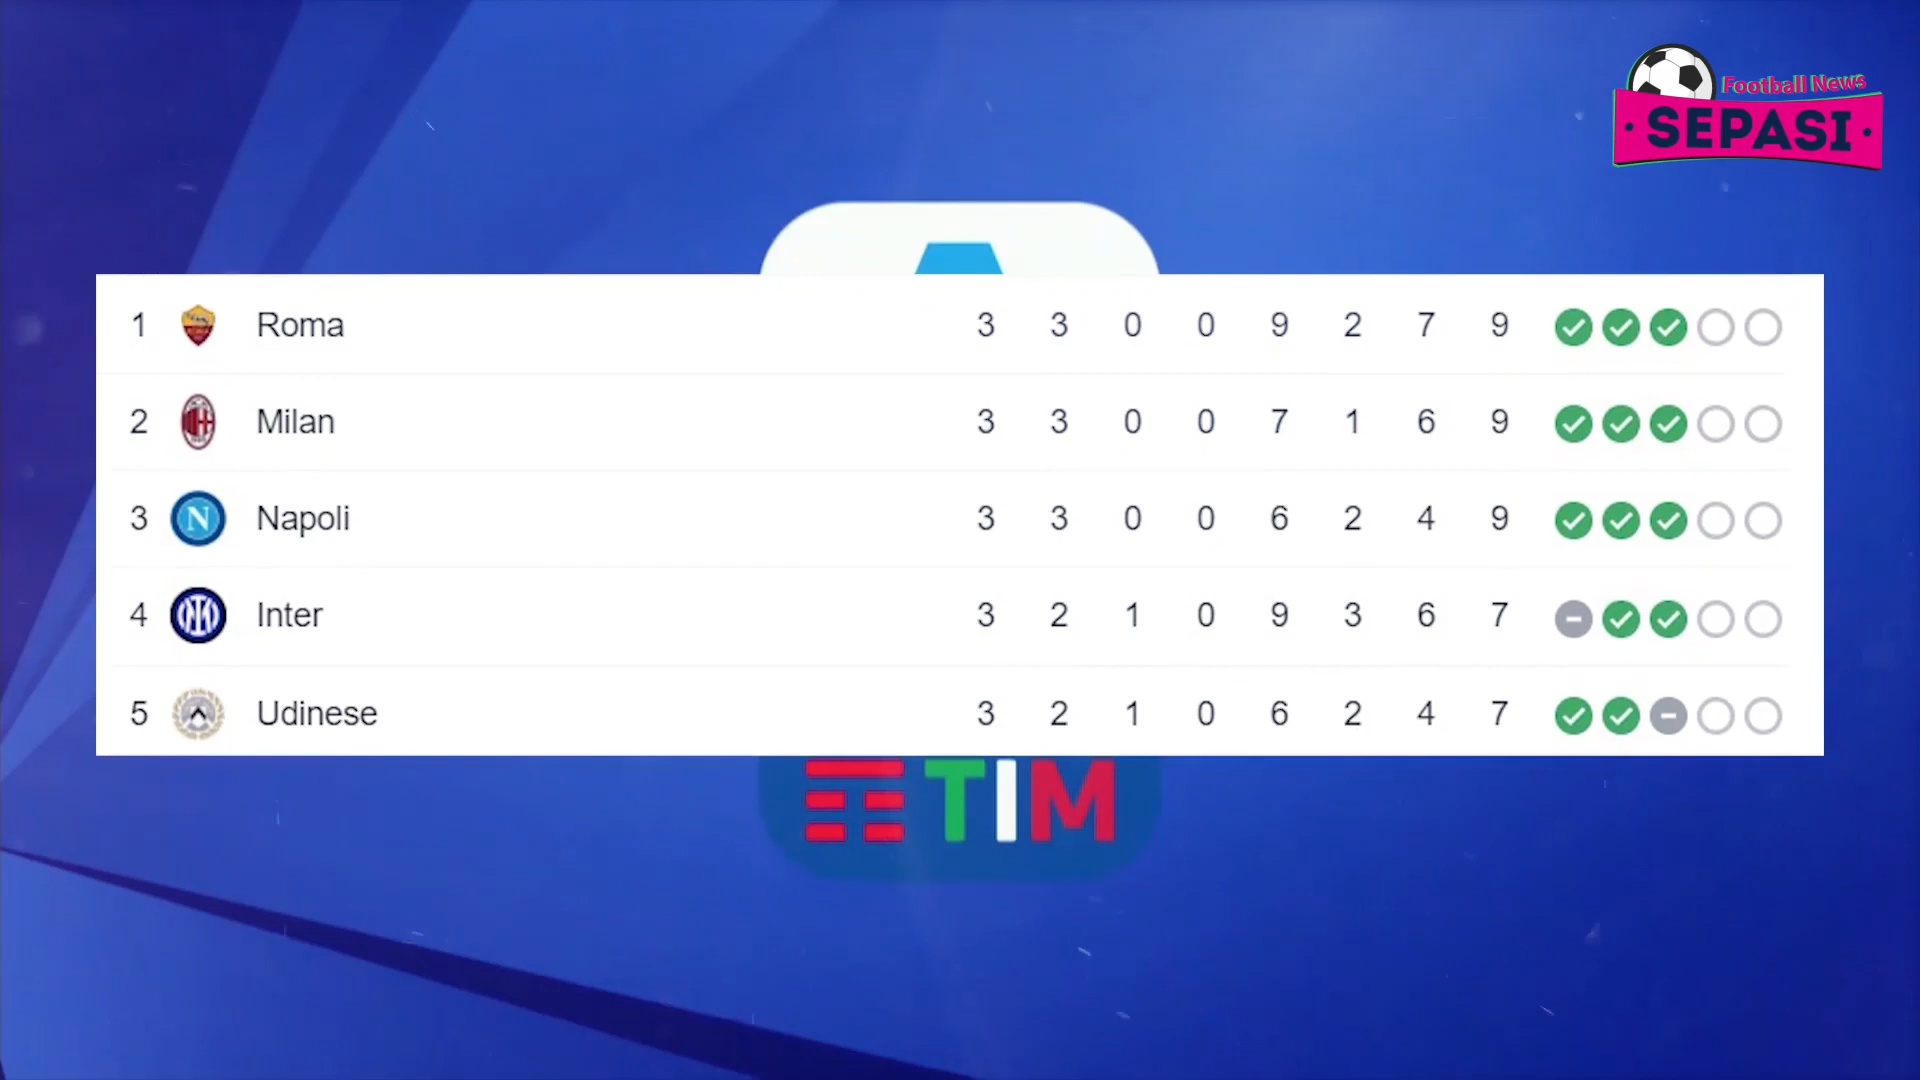 Football News
· SEPASI ·
1 Roma 3 3 0 0 9 2 7 9
2 Milan 3 3 0 0 7 1 6 9
3 Napoli 3 3 0 0 6 2 4 9
4 Inter 3 2 1 0 9 3 6 7
5 Udinese 3 2 1 0 6 2 4 7
TIM